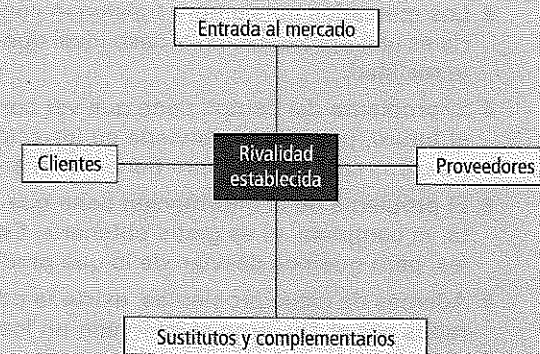 Entrada al mercado
Clientes
Rivalidad
establecida
Proveedores
Sustitutos y complementarios